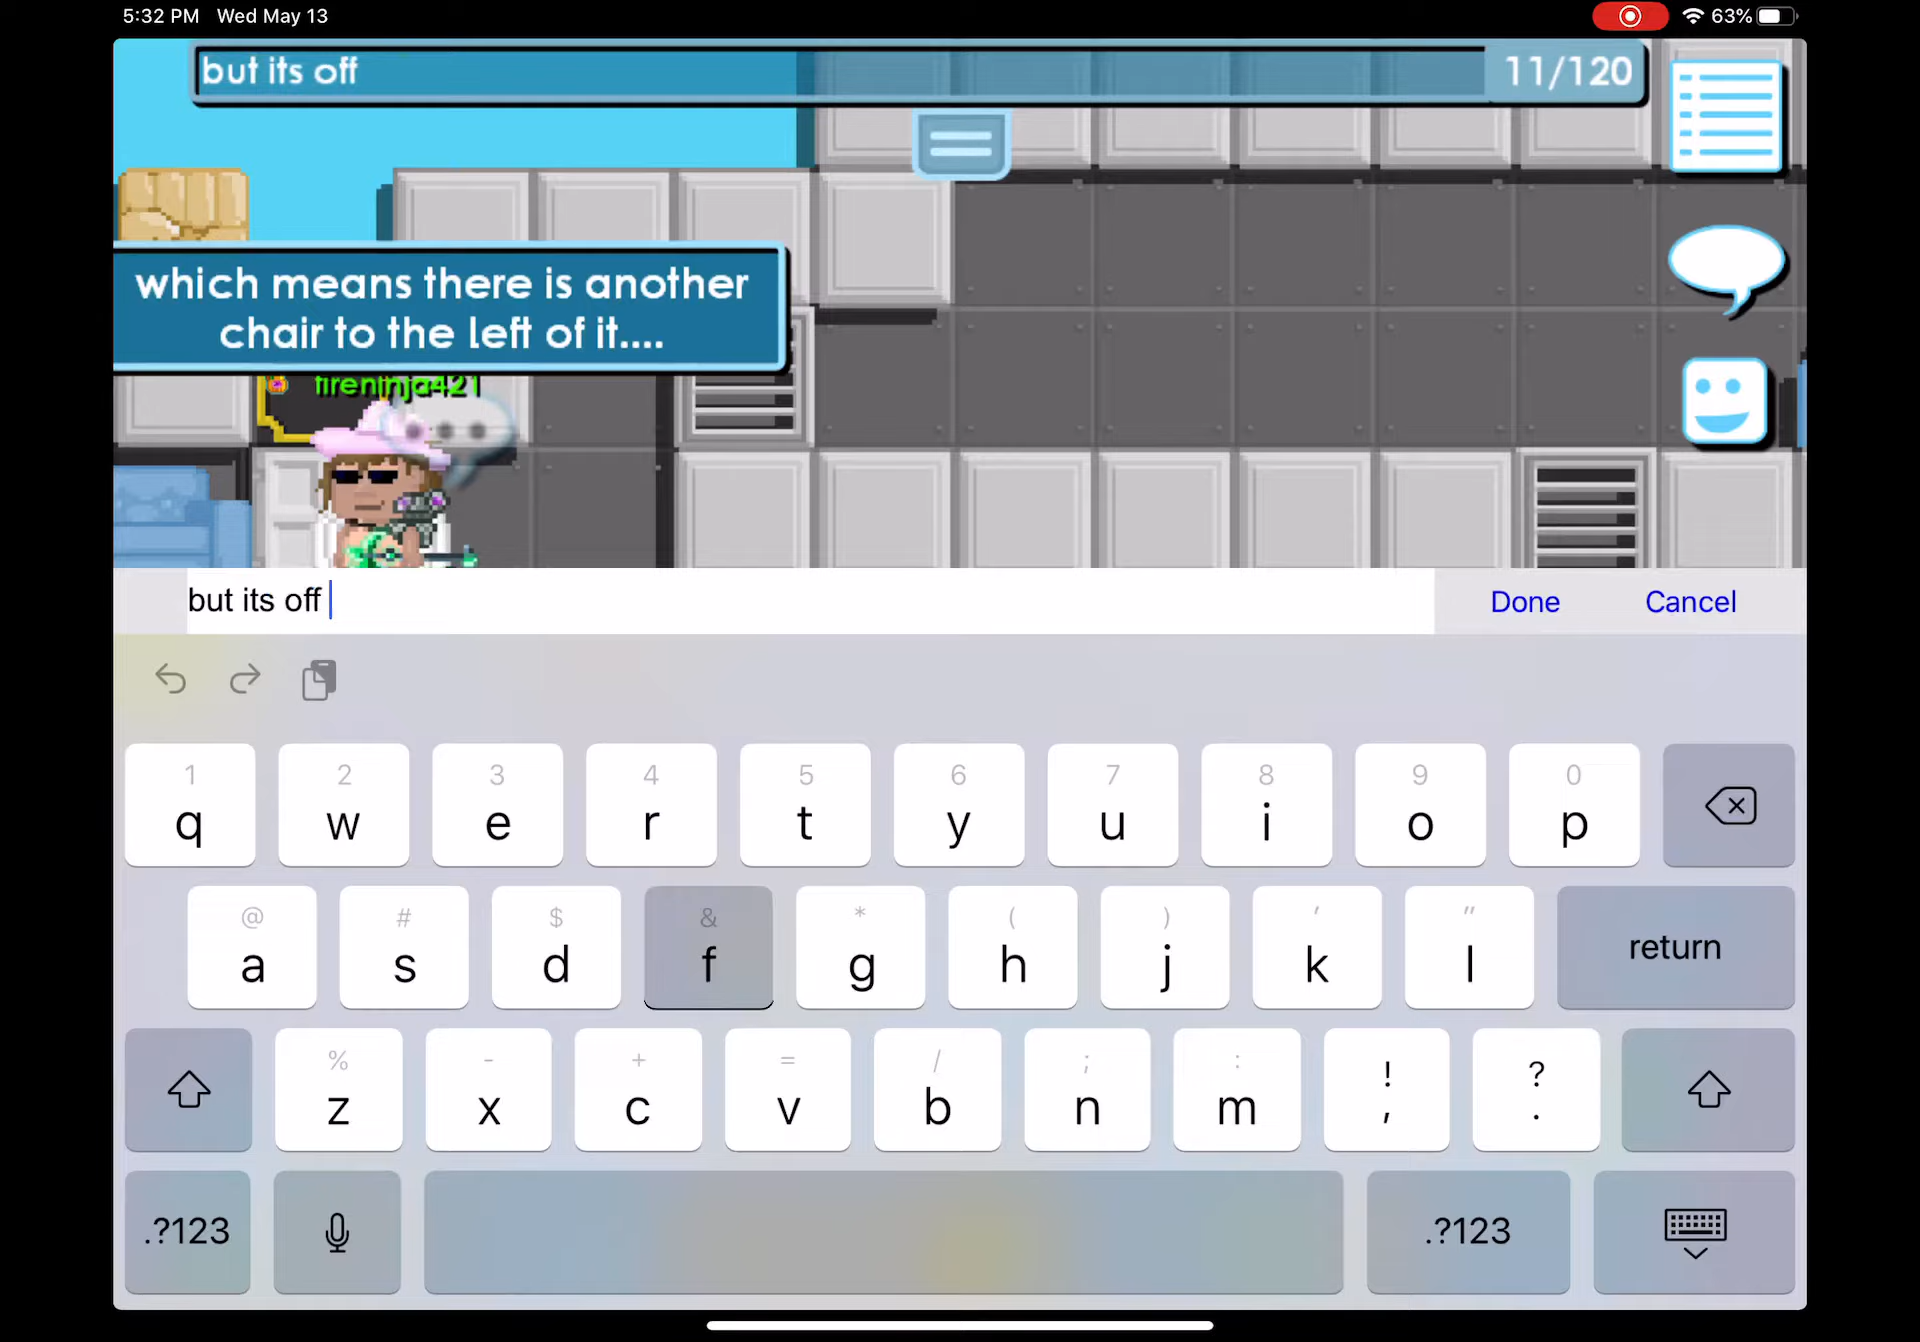 5:32 PM Wed May 13
63%
but its off
11/120
which means there is another
chair to the left of it....
fireninja421
but its off
Done
Cancel
1 2 3 4 5 6 7 8 9 0
q w e r t y u i o p
@ # $ & * ( ) ' "
a s d f g h j k l
return
% - + = / ; : ! ?
z x c v b n m , .
.?123
.?123